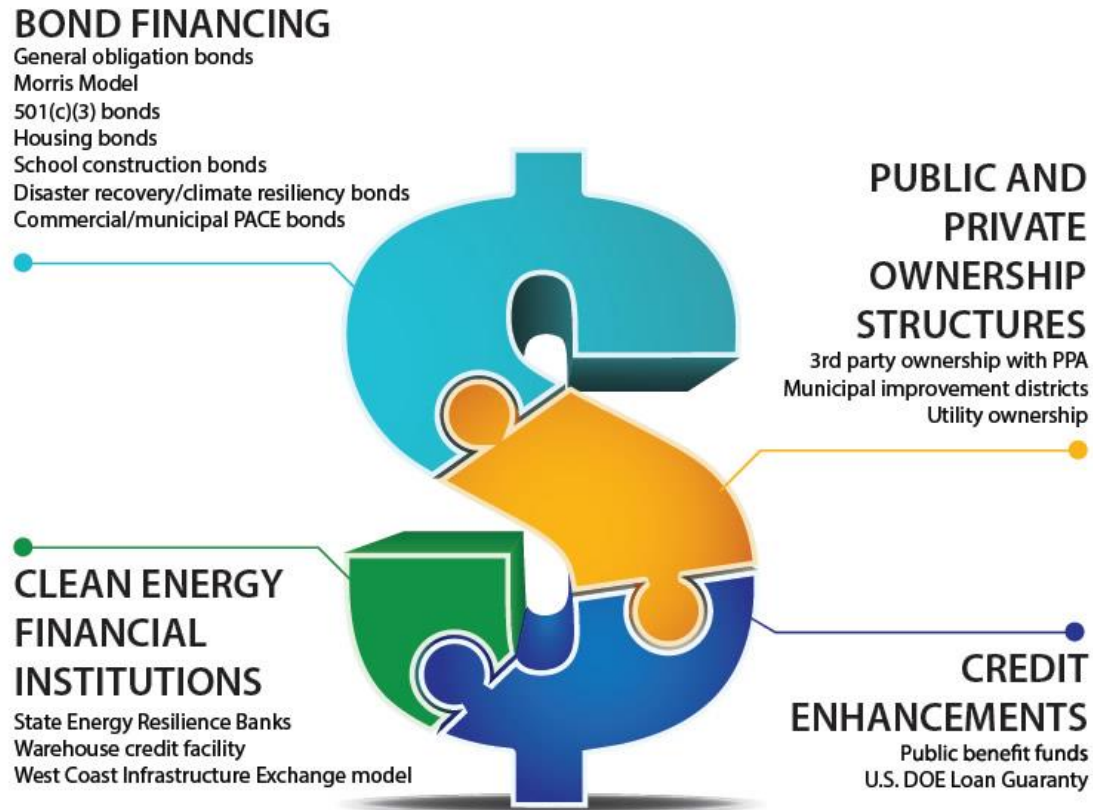 BOND FINANCING
General obligation bonds
Morris Model
501(c)(3) bonds
Housing bonds
School construction bonds
Disaster recovery/climate resiliency bonds
Commercial/municipal PACE bonds
PUBLIC AND
PRIVATE
OWNERSHIP
STRUCTURES
3rd party ownership with PPA
Municipal improvement districts
Utility ownership
CLEAN ENERGY
FINANCIAL
INSTITUTIONS
State Energy Resilience Banks
Warehouse credit facility
West Coast Infrastructure Exchange model
CREDIT
ENHANCEMENTS
Public benefit funds
U.S. DOE Loan Guaranty